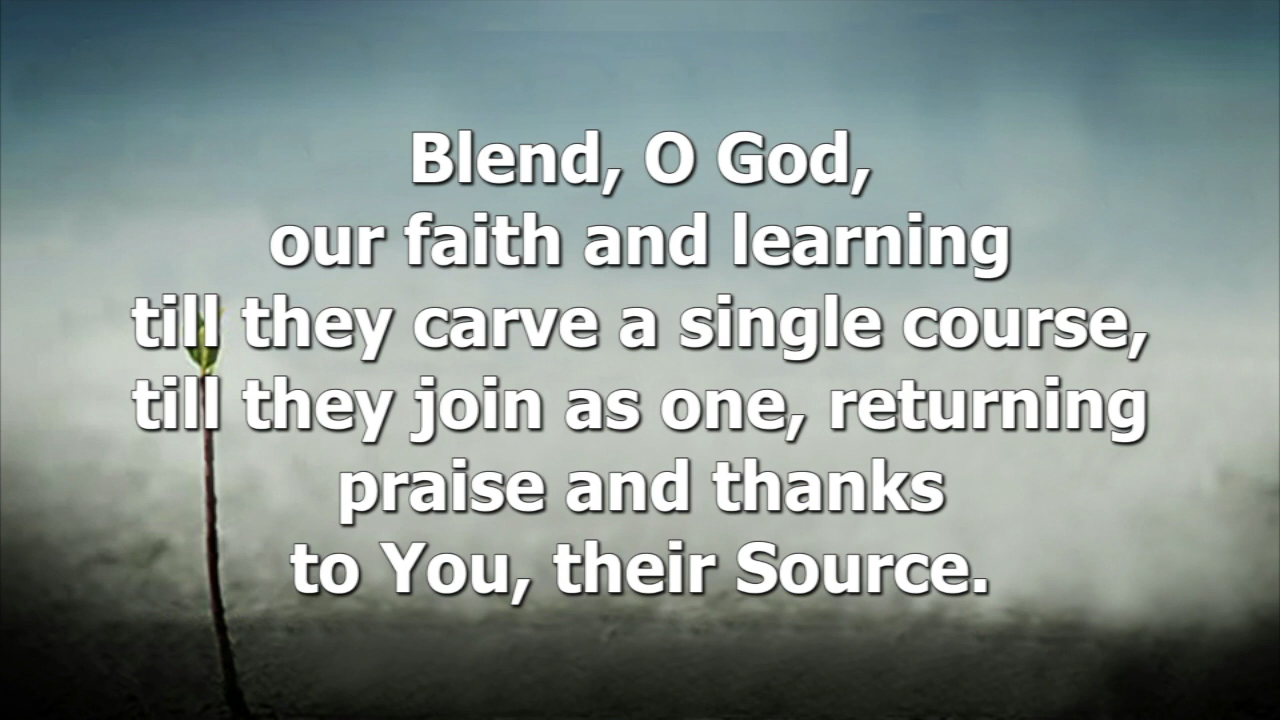 Blend, O God,
our faith and learning
till they carve a single course,
till they join as one, returning
praise and thanks
to You, their Source.